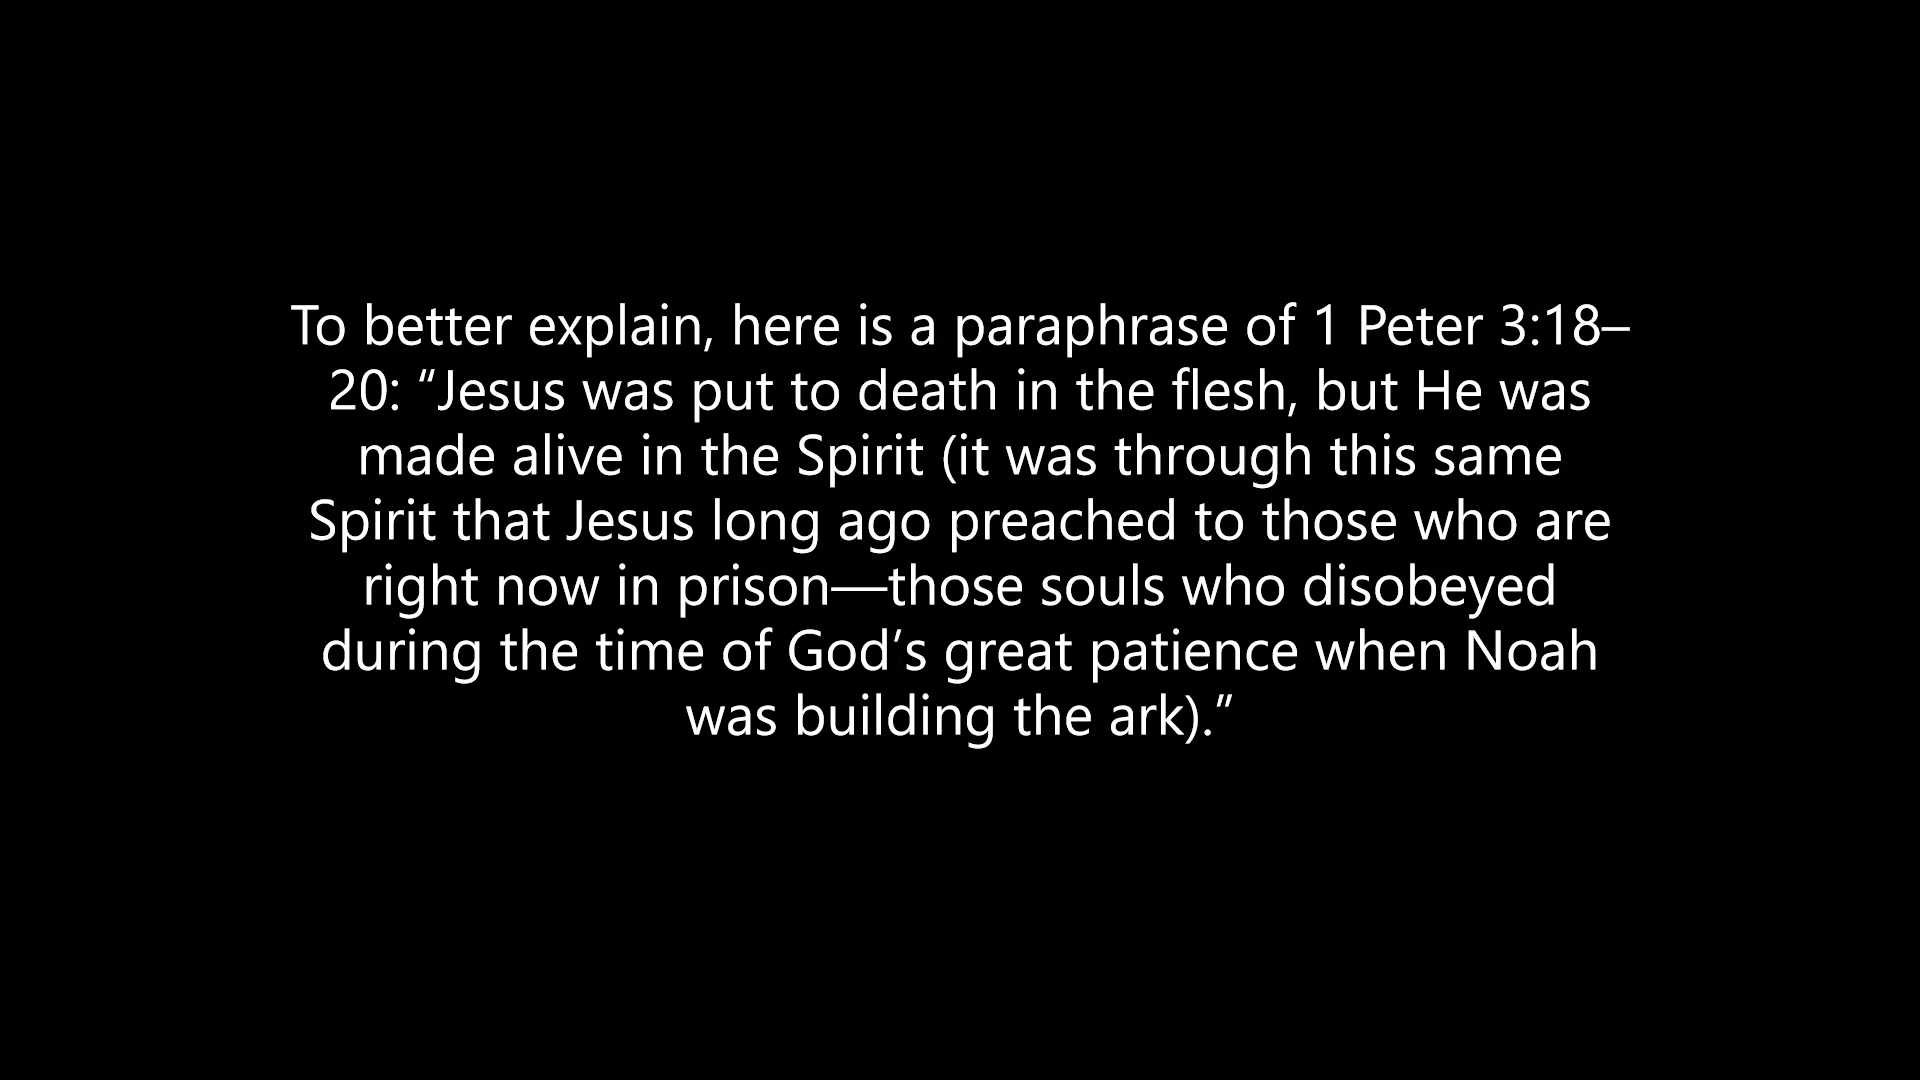 To better explain, here is a paraphrase of 1 Peter 3:18–
20: “Jesus was put to death in the flesh, but He was
made alive in the Spirit (it was through this same
Spirit that Jesus long ago preached to those who are
right now in prison—those souls who disobeyed
during the time of God’s great patience when Noah
was building the ark).”